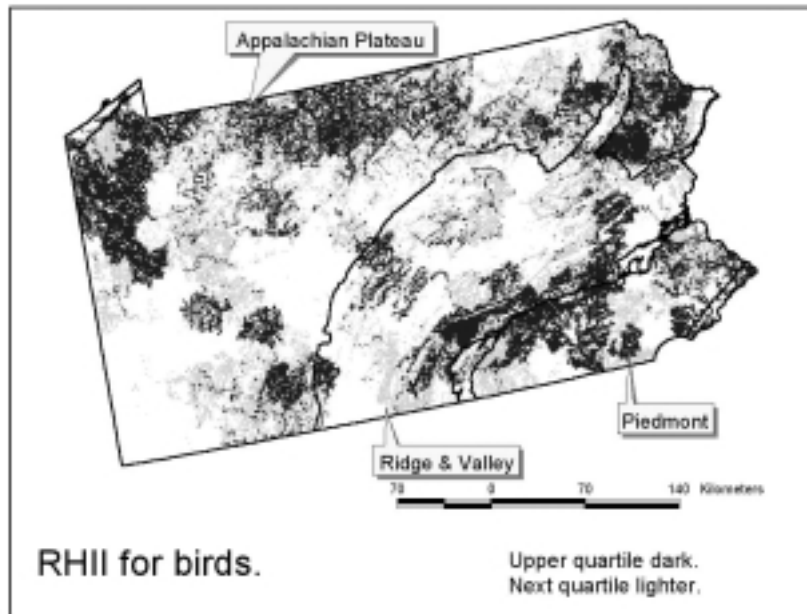 Appalachian Plateau
Piedmont
Ridge & Valley
70 0 70 140 Kilometers
RHII for birds.
Upper quartile dark.
Next quartile lighter.